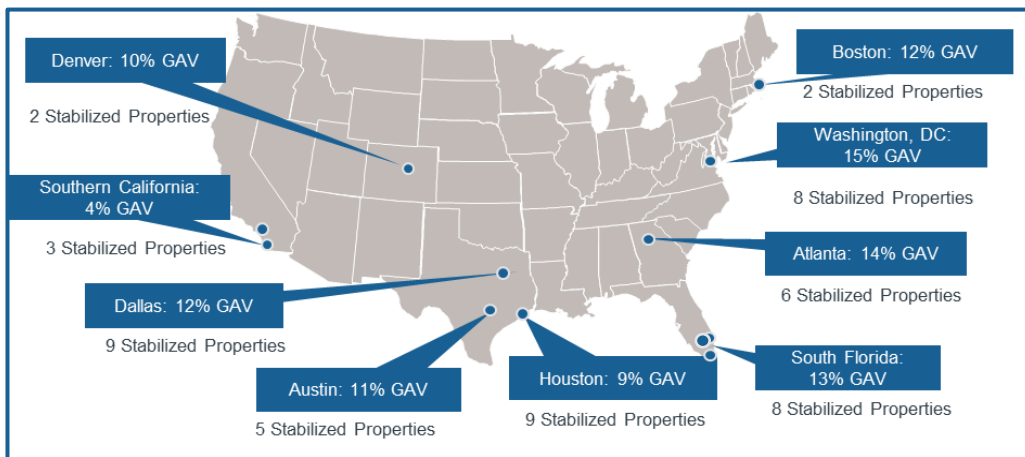 Denver: 10% GAV
2 Stabilized Properties
Southern California:
4% GAV
3 Stabilized Properties
Dallas: 12% GAV
9 Stabilized Properties
Austin: 11% GAV
5 Stabilized Properties
Houston: 9% GAV
9 Stabilized Properties
Boston: 12% GAV
2 Stabilized Properties
Washington, DC:
15% GAV
8 Stabilized Properties
Atlanta: 14% GAV
6 Stabilized Properties
South Florida:
13% GAV
8 Stabilized Properties